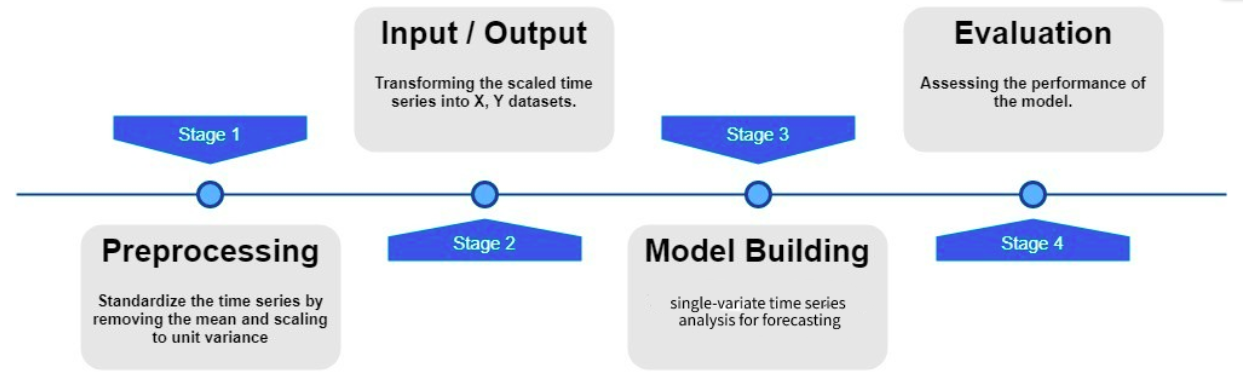 Stage 1
Preprocessing
Standardize the time series by
removing the mean and scaling
to unit variance
Input / Output
Transforming the scaled time
series into X, Y datasets.
Stage 2
Stage 3
Model Building
single-variate time series
analysis for forecasting
Evaluation
Assessing the performance of
the model.
Stage 4